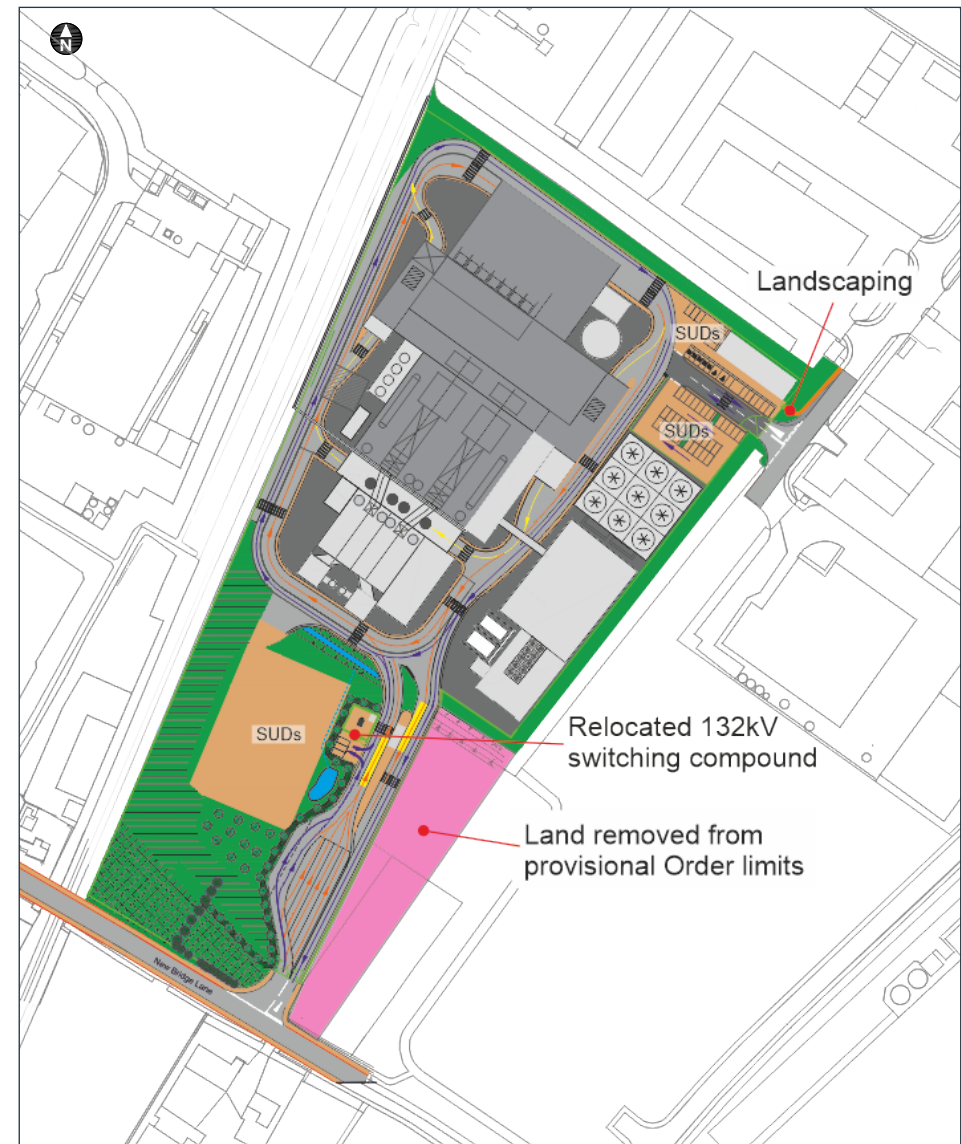 N
Landscaping
SUDs
SUDs
Relocated 132kV
switching compound
SUDs
Land removed from
provisional Order limits
New Bridge Lane